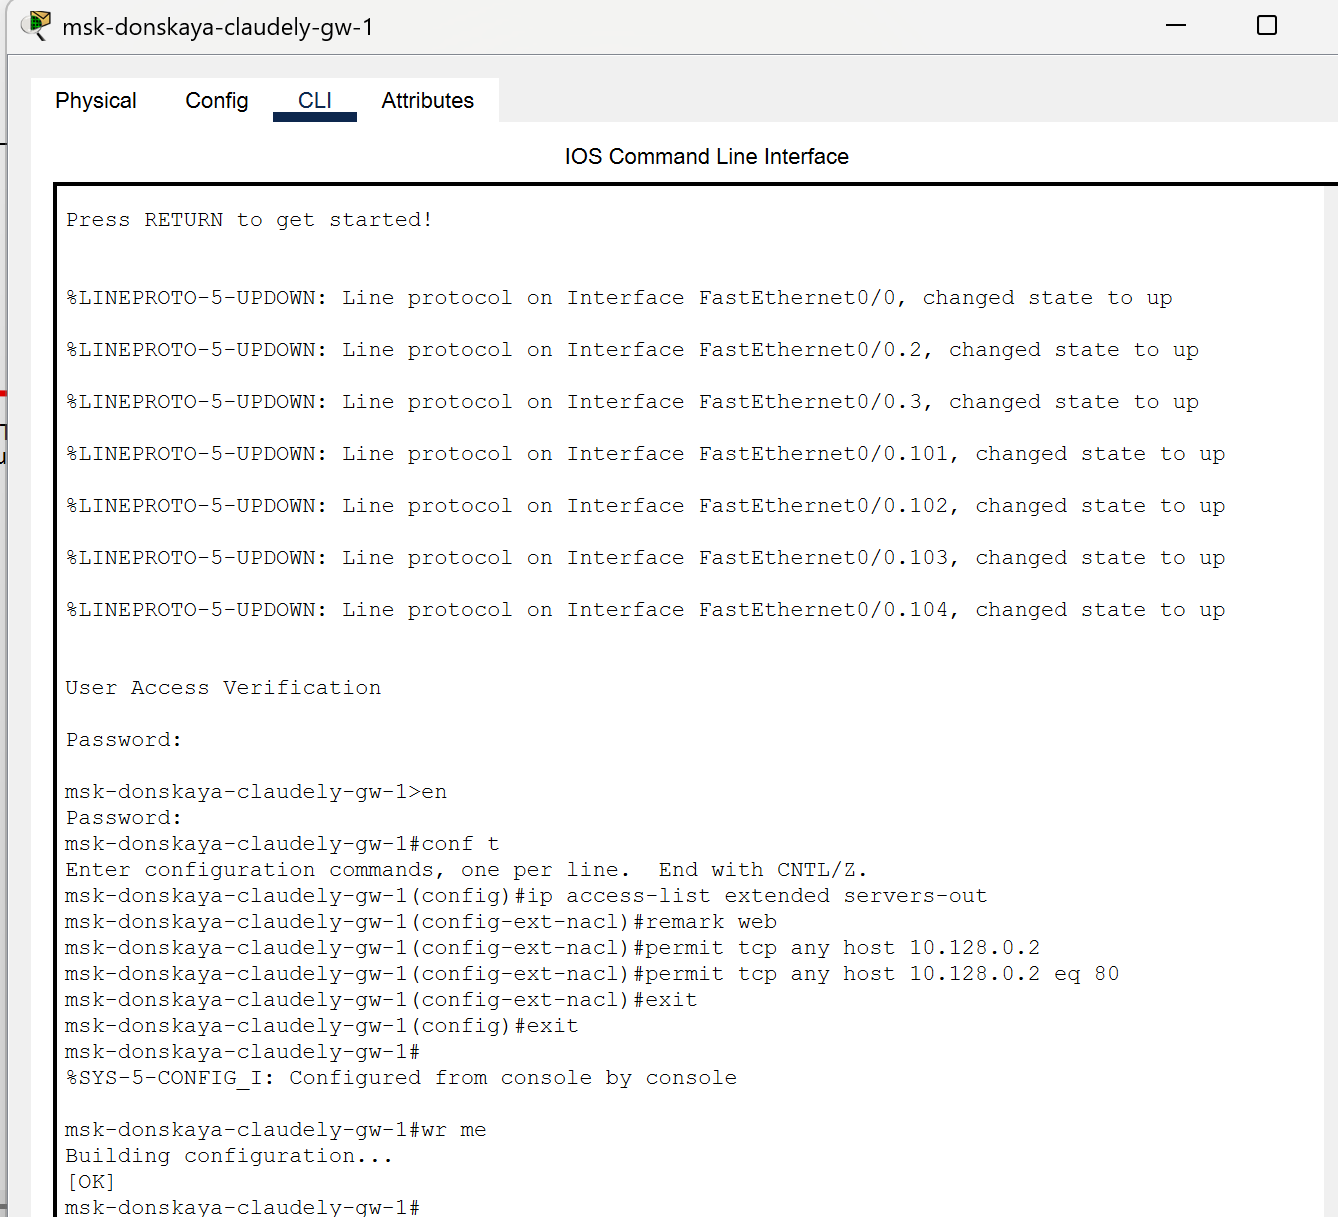 msk-donskaya-claudely-gw-1
Physical Config CLI Attributes
IOS Command Line Interface
Press RETURN to get started!
%LINEPROTO-5-UPDOWN: Line protocol on Interface FastEthernet0/0, changed state to up
%LINEPROTO-5-UPDOWN: Line protocol on Interface FastEthernet0/0.2, changed state to up
%LINEPROTO-5-UPDOWN: Line protocol on Interface FastEthernet0/0.3, changed state to up
%LINEPROTO-5-UPDOWN: Line protocol on Interface FastEthernet0/0.101, changed state to up
%LINEPROTO-5-UPDOWN: Line protocol on Interface FastEthernet0/0.102, changed state to up
%LINEPROTO-5-UPDOWN: Line protocol on Interface FastEthernet0/0.103, changed state to up
%LINEPROTO-5-UPDOWN: Line protocol on Interface FastEthernet0/0.104, changed state to up
User Access Verification
Password:
msk-donskaya-claudely-gw-1>en
Password:
msk-donskaya-claudely-gw-1#conf t
Enter configuration commands, one per line.  End with CNTL/Z.
msk-donskaya-claudely-gw-1(config)#ip access-list extended servers-out
msk-donskaya-claudely-gw-1(config-ext-nacl)#remark web
msk-donskaya-claudely-gw-1(config-ext-nacl)#permit tcp any host 10.128.0.2
msk-donskaya-claudely-gw-1(config-ext-nacl)#permit tcp any host 10.128.0.2 eq 80
msk-donskaya-claudely-gw-1(config-ext-nacl)#exit
msk-donskaya-claudely-gw-1(config)#exit
msk-donskaya-claudely-gw-1#
%SYS-5-CONFIG_I: Configured from console by console
msk-donskaya-claudely-gw-1#wr me
Building configuration...
[OK]
msk-donskaya-claudely-gw-1#